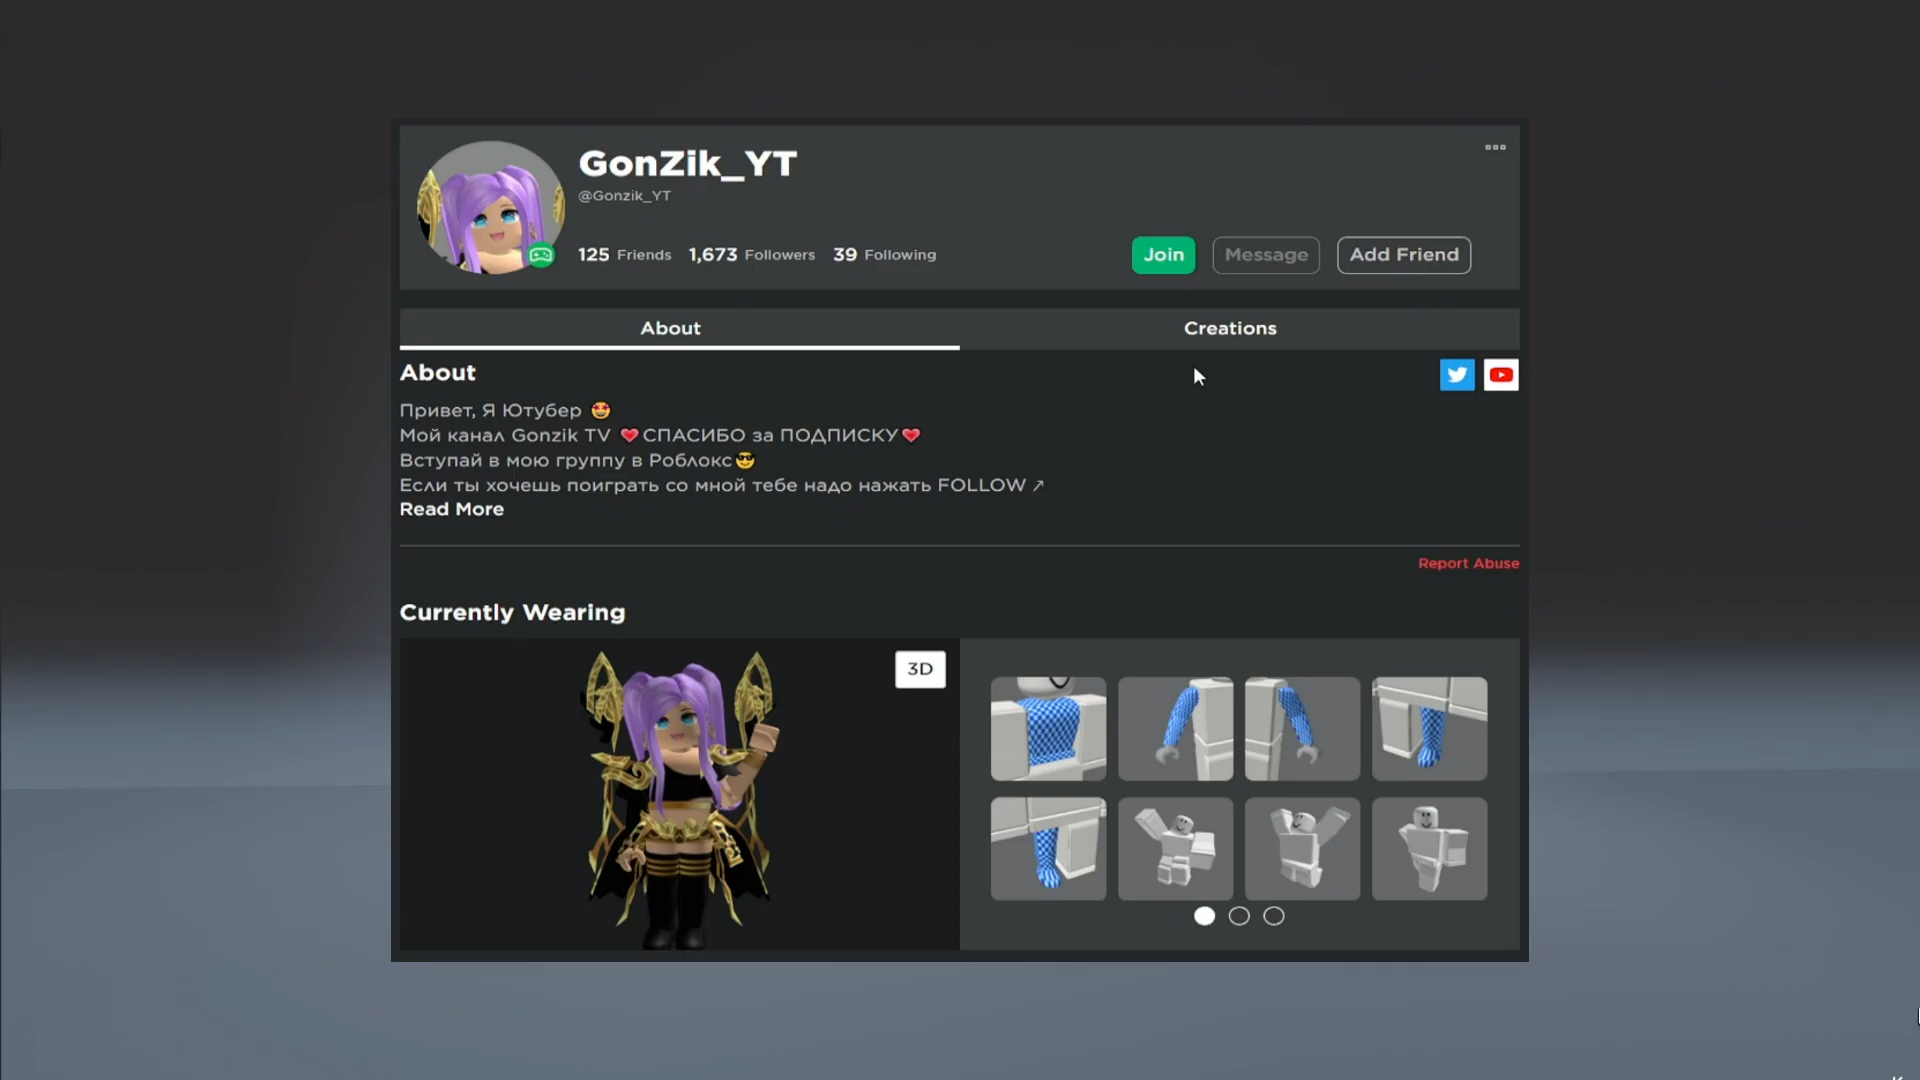 GonZik_YT
@Gonzik_YT
125 Friends 1,673 Followers 39 Following
Join Message Add Friend
About Creations
About
Привет, Я Ютубер 🤩
Мой канал Gonzik TV ❤️СПАСИБО за ПОДПИСКУ❤️
Вступай в мою группу в Роблокс😎
Если ты хочешь поиграть со мной тебе надо нажать FOLLOW ↗
Read More
Report Abuse
Currently Wearing
3D